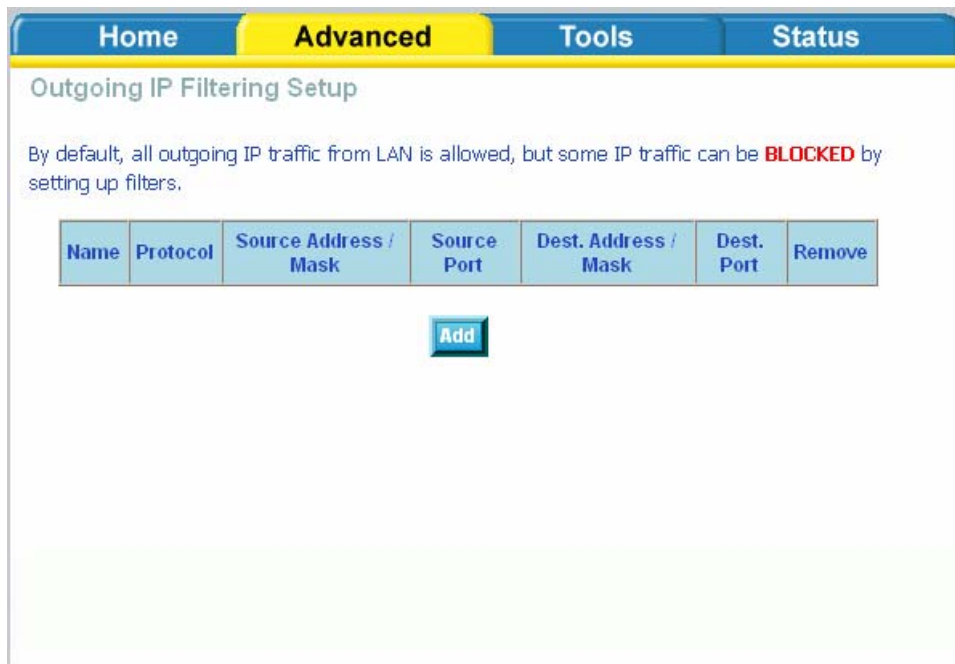 Home Advanced Tools Status
Outgoing IP Filtering Setup
By default, all outgoing IP traffic from LAN is allowed, but some IP traffic can be BLOCKED by
setting up filters.
Name Protocol Source Address / Mask Source Port Dest. Address / Mask Dest. Port Remove
Add